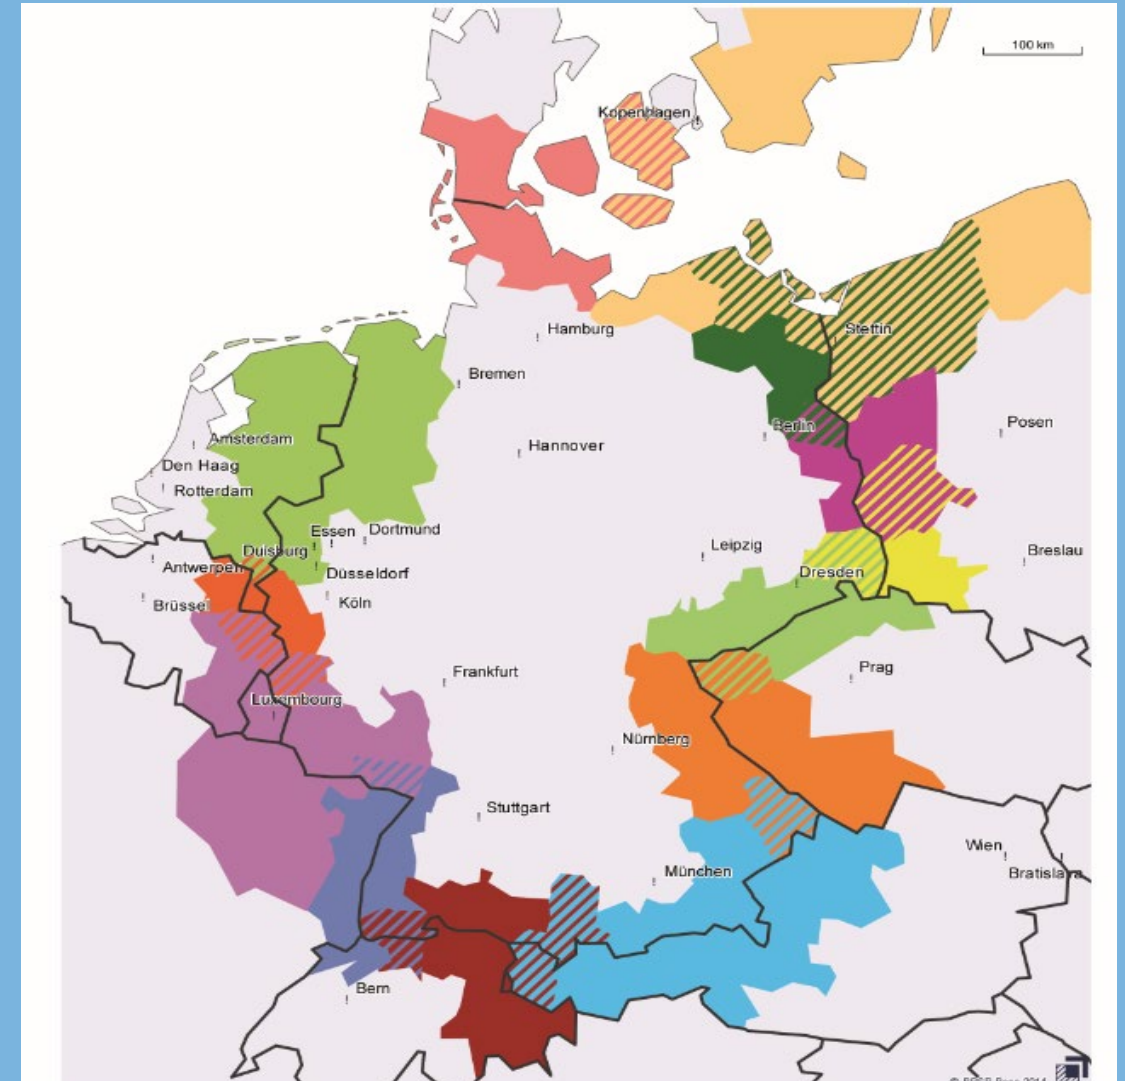 100 km
Kopenhagen
Hamburg
Stettin
Bremen
Berlin
Posen
Amsterdam
Hannover
Den Haag
Rotterdam
Essen
Dortmund
Duisburg
Leipzig
Breslau
Antwerpen
Düsseldorf
Dresden
Brüssel
Köln
Frankfurt
Prag
Luxembourg
Nürnberg
Stuttgart
Wien
München
Bratislava
Bern